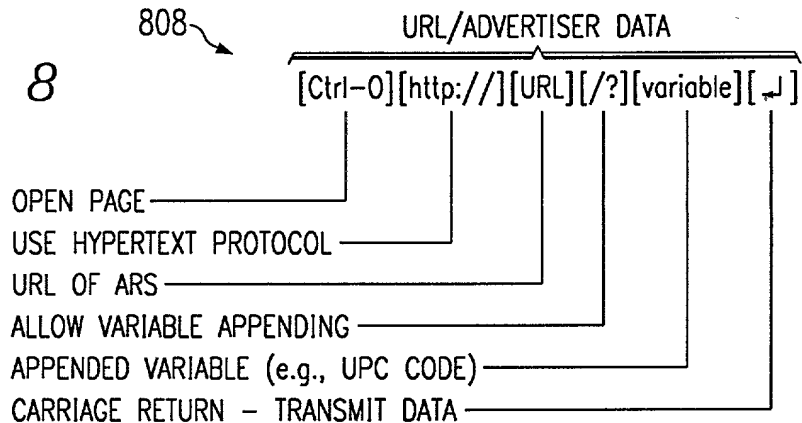 808
URL/ADVERTISER DATA
8
[Ctrl-O][http://][URL][/?][variable][↵]
OPEN PAGE
USE HYPERTEXT PROTOCOL
URL OF ARS
ALLOW VARIABLE APPENDING
APPENDED VARIABLE (e.g., UPC CODE)
CARRIAGE RETURN - TRANSMIT DATA